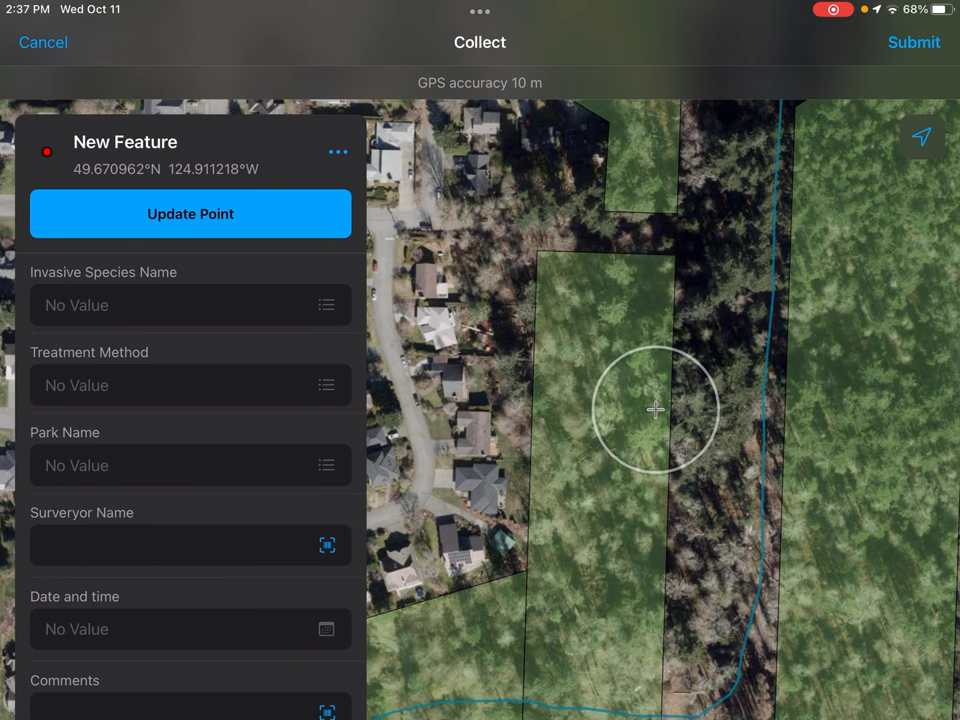 2:37 PM Wed Oct 11
68%
Cancel
Collect
Submit
GPS accuracy 10 m
New Feature
49.670962°N 124.911218°W
Update Point
Invasive Species Name
No Value
Treatment Method
No Value
Park Name
No Value
Surveryor Name
Date and time
No Value
Comments